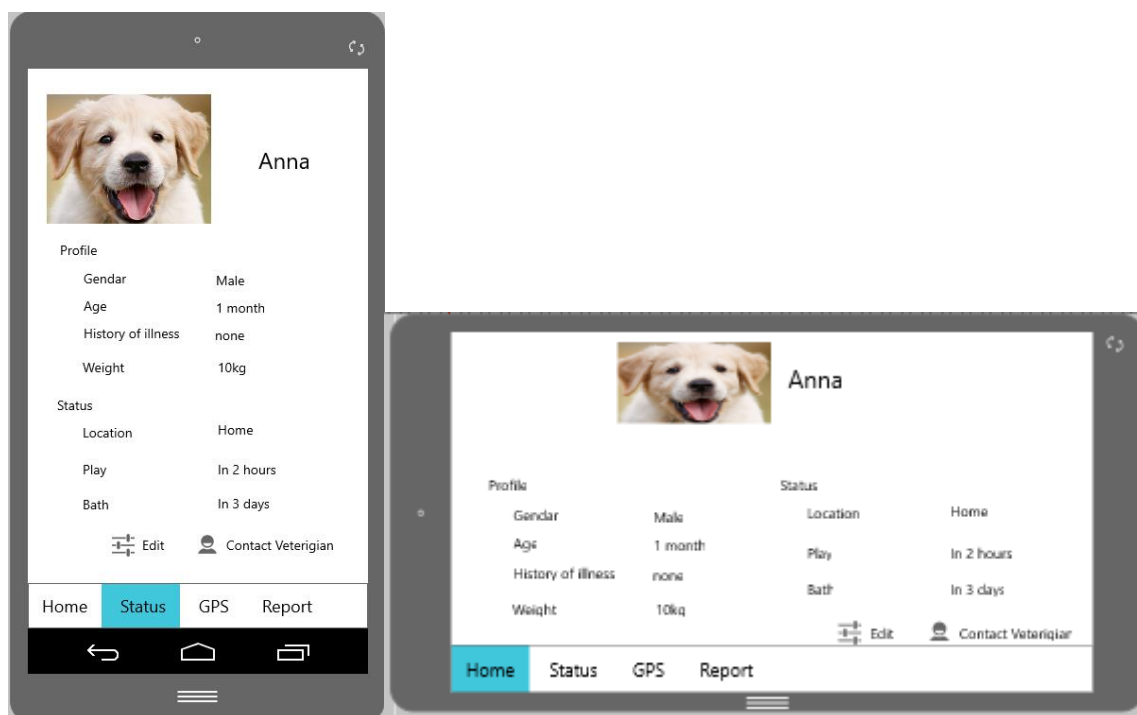 Anna
Profile
Gendar Male
Age 1 month
History of illness none
Weight 10kg
Status
Location Home
Play In 2 hours
Bath In 3 days
Edit Contact Veterigian
Home Status GPS Report
Anna
Profile Status
Gendar Male Location Home
Age 1 month Play In 2 hours
History of illness none Bath In 3 days
Weight 10kg
Edit Contact Veterigiar
Home Status GPS Report